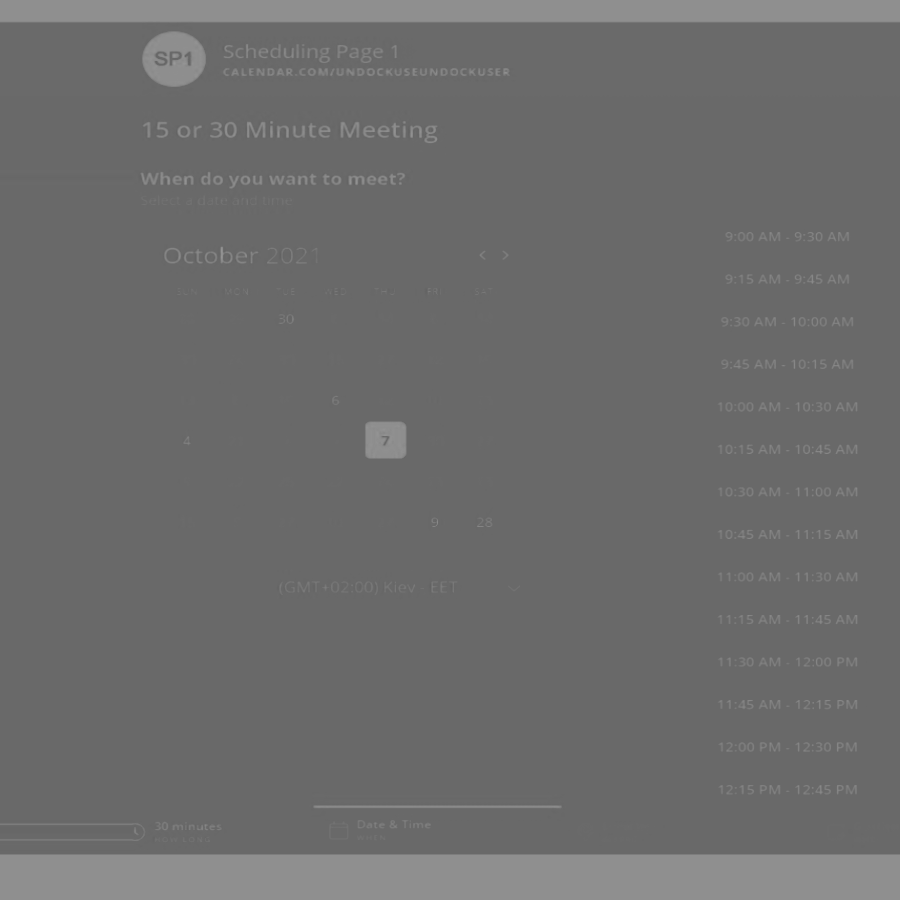 SP1
Scheduling Page 1
CALENDAR.COM/UNDOCKUSEUNDOCKUSER
15 or 30 Minute Meeting
When do you want to meet?
Select a date and time
October 2021
SUN MON TUE WED THU FRI SAT
30
6
4 7
9 28
(GMT+02:00) Kiev - EET
9:00 AM - 9:30 AM
9:15 AM - 9:45 AM
9:30 AM - 10:00 AM
9:45 AM - 10:15 AM
10:00 AM - 10:30 AM
10:15 AM - 10:45 AM
10:30 AM - 11:00 AM
10:45 AM - 11:15 AM
11:00 AM - 11:30 AM
11:15 AM - 11:45 AM
11:30 AM - 12:00 PM
11:45 AM - 12:15 PM
12:00 PM - 12:30 PM
12:15 PM - 12:45 PM
30 minutes
Date & Time